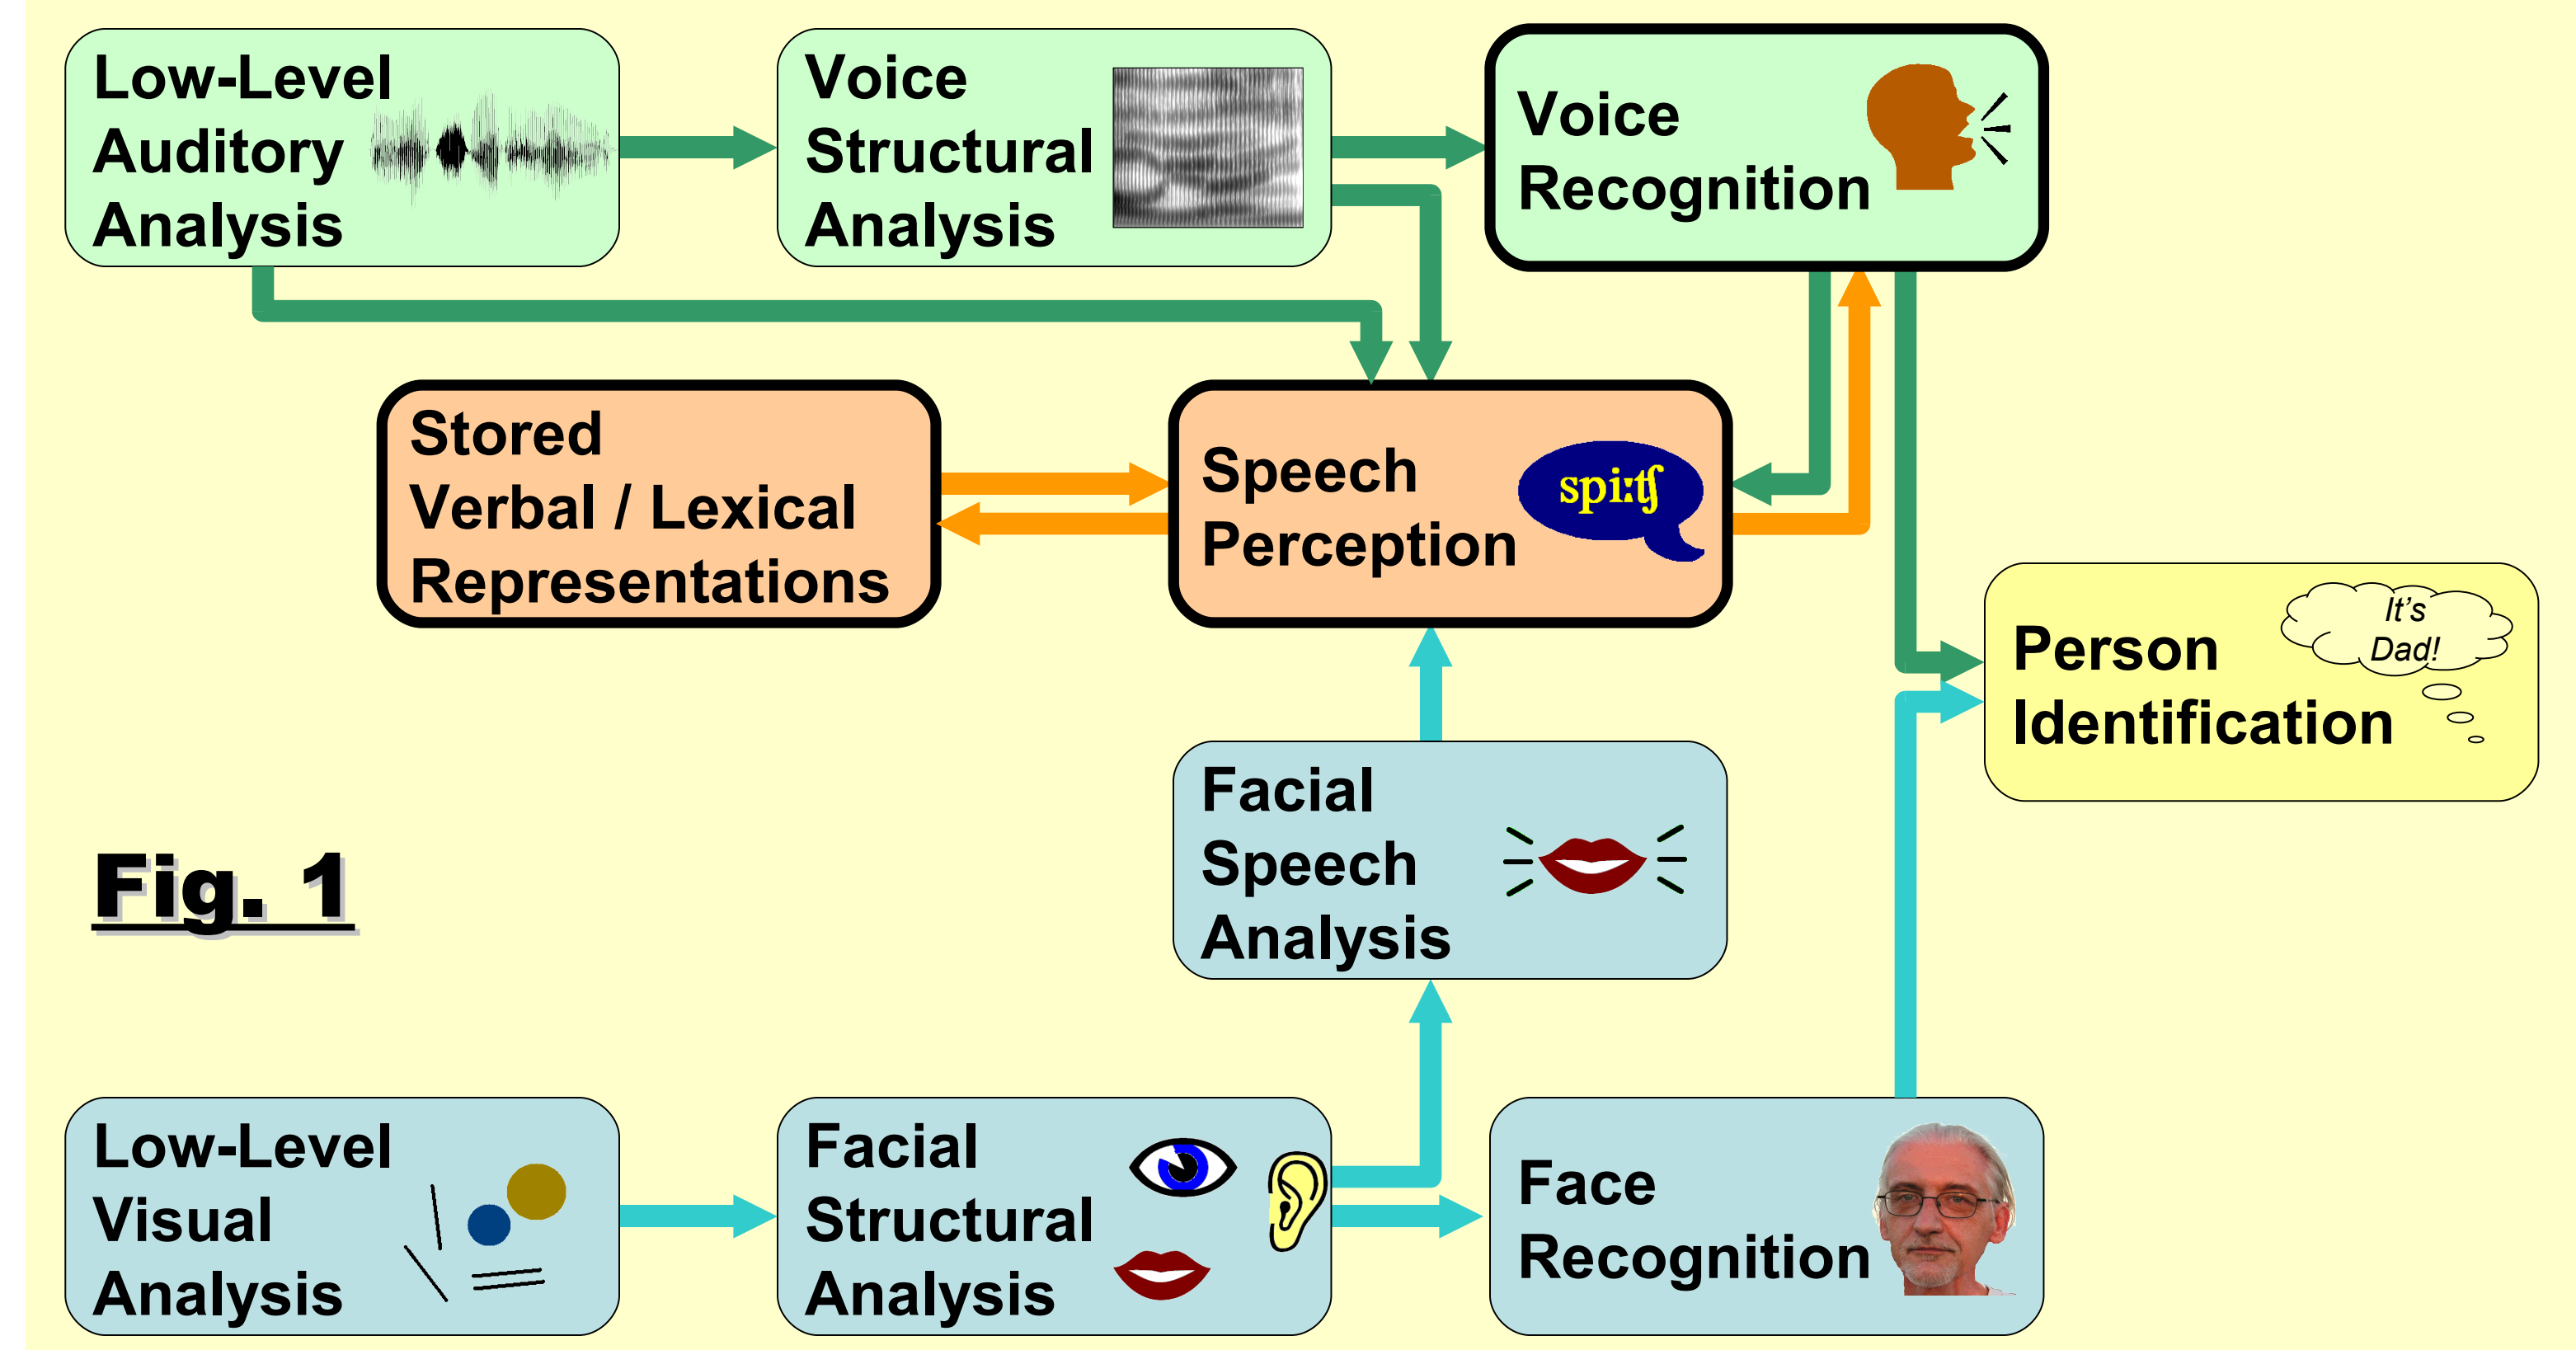 Low-Level
Auditory
Analysis
Voice
Structural
Analysis
Voice
Recognition
Stored
Verbal / Lexical
Representations
Speech
Perception
spi:ʧ
It's
Dad!
Person
Identification
Facial
Speech
Analysis
Fig. 1
Low-Level
Visual
Analysis
Facial
Structural
Analysis
Face
Recognition